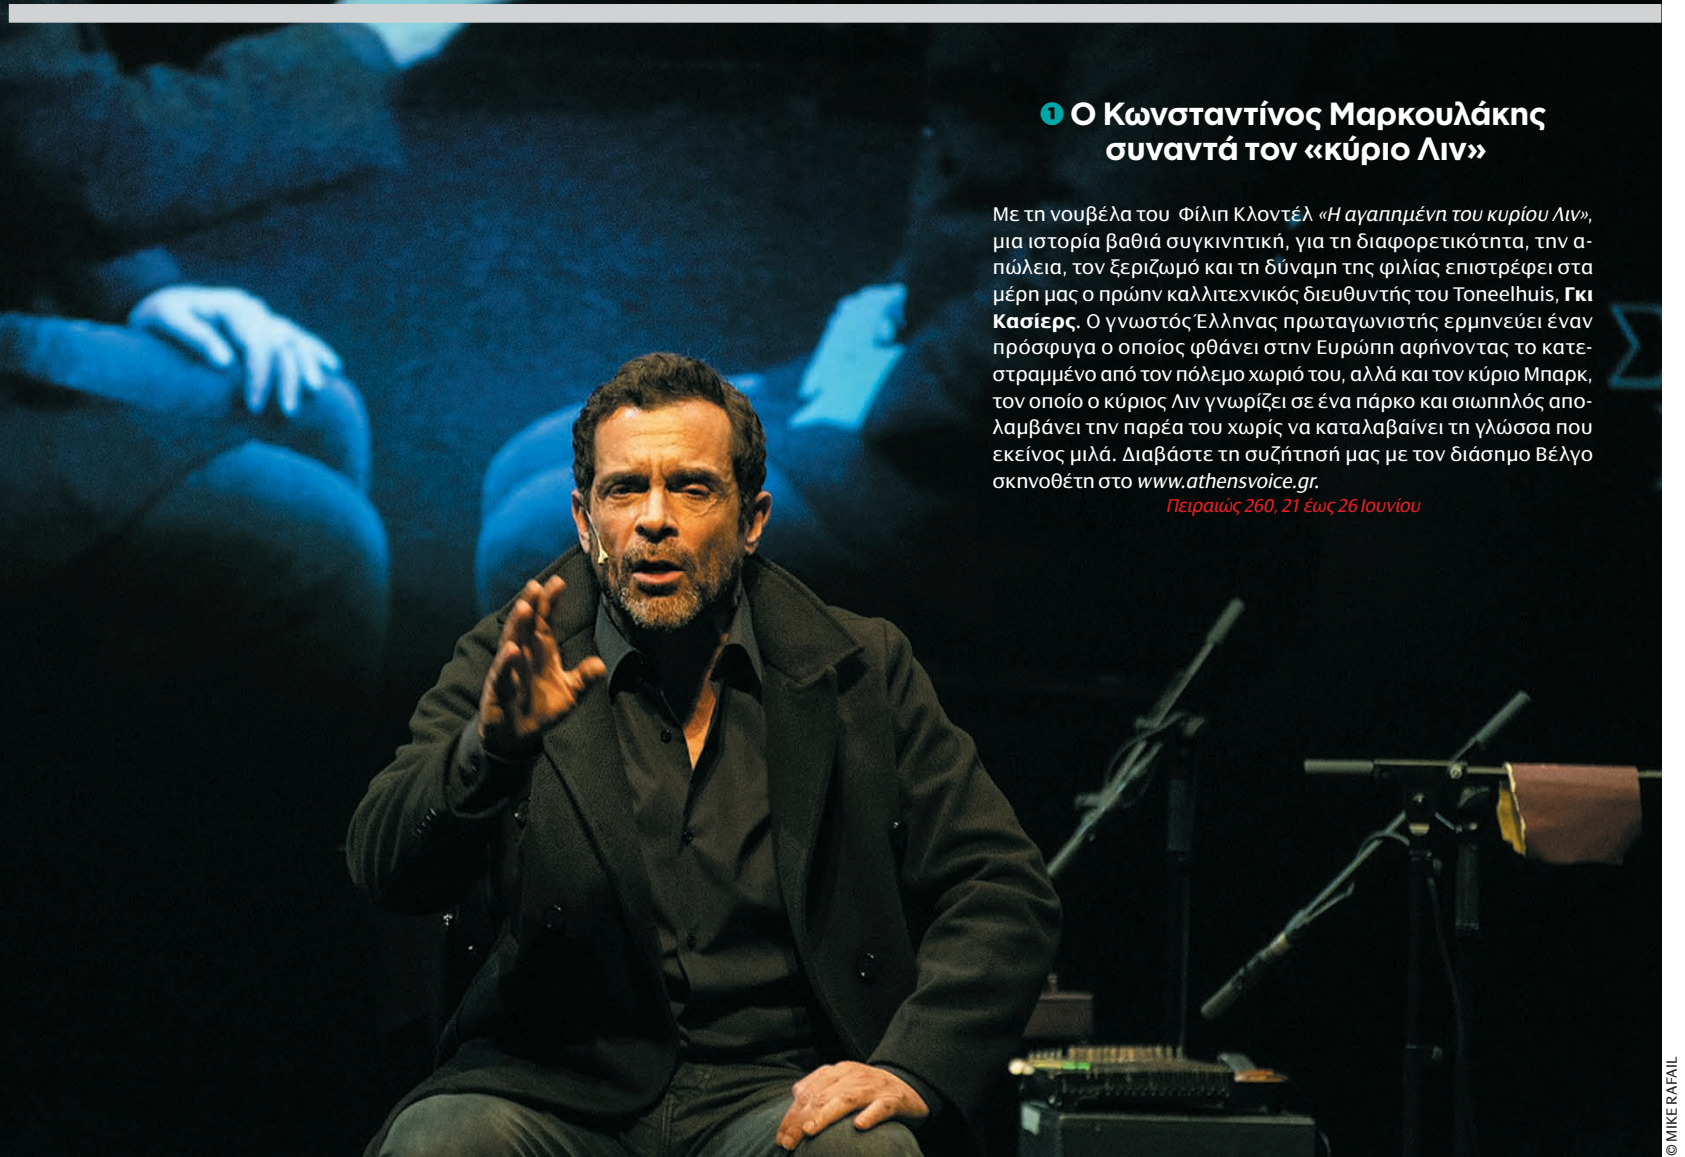 1 Ο Κωνσταντίνος Μαρκουλάκης
συναντά τον «κύριο Λιν»
Με τη νουβέλα του Φίλιπ Κλοντέλ «Η αγαπημένη του κυρίου Λιν»,
μια ιστορία βαθιά συγκινητική, για τη διαφορετικότητα, την α-
πώλεια, τον ξεριζωμό και τη δύναμη της φιλίας επιστρέφει στα
μέρη μας ο πρώην καλλιτεχνικός διευθυντής του Toneelhuis, Γκι
Κασίερς. Ο γνωστός Έλληνας πρωταγωνιστής ερμηνεύει έναν
πρόσφυγα ο οποίος φθάνει στην Ευρώπη αφήνοντας το κατε-
στραμμένο από τον πόλεμο χωριό του, αλλά και τον κύριο Μπαρκ,
τον οποίο ο κύριος Λιν γνωρίζει σε ένα πάρκο και σιωπηλός απο-
λαμβάνει την παρέα του χωρίς να καταλαβαίνει τη γλώσσα που
εκείνος μιλά. Διαβάστε τη συζήτησή μας με τον διάσημο Βέλγο
σκηνοθέτη στο www.athensvoice.gr.
Πειραιώς 260, 21 έως 26 Ιουνίου
© MIKE RAFAIL